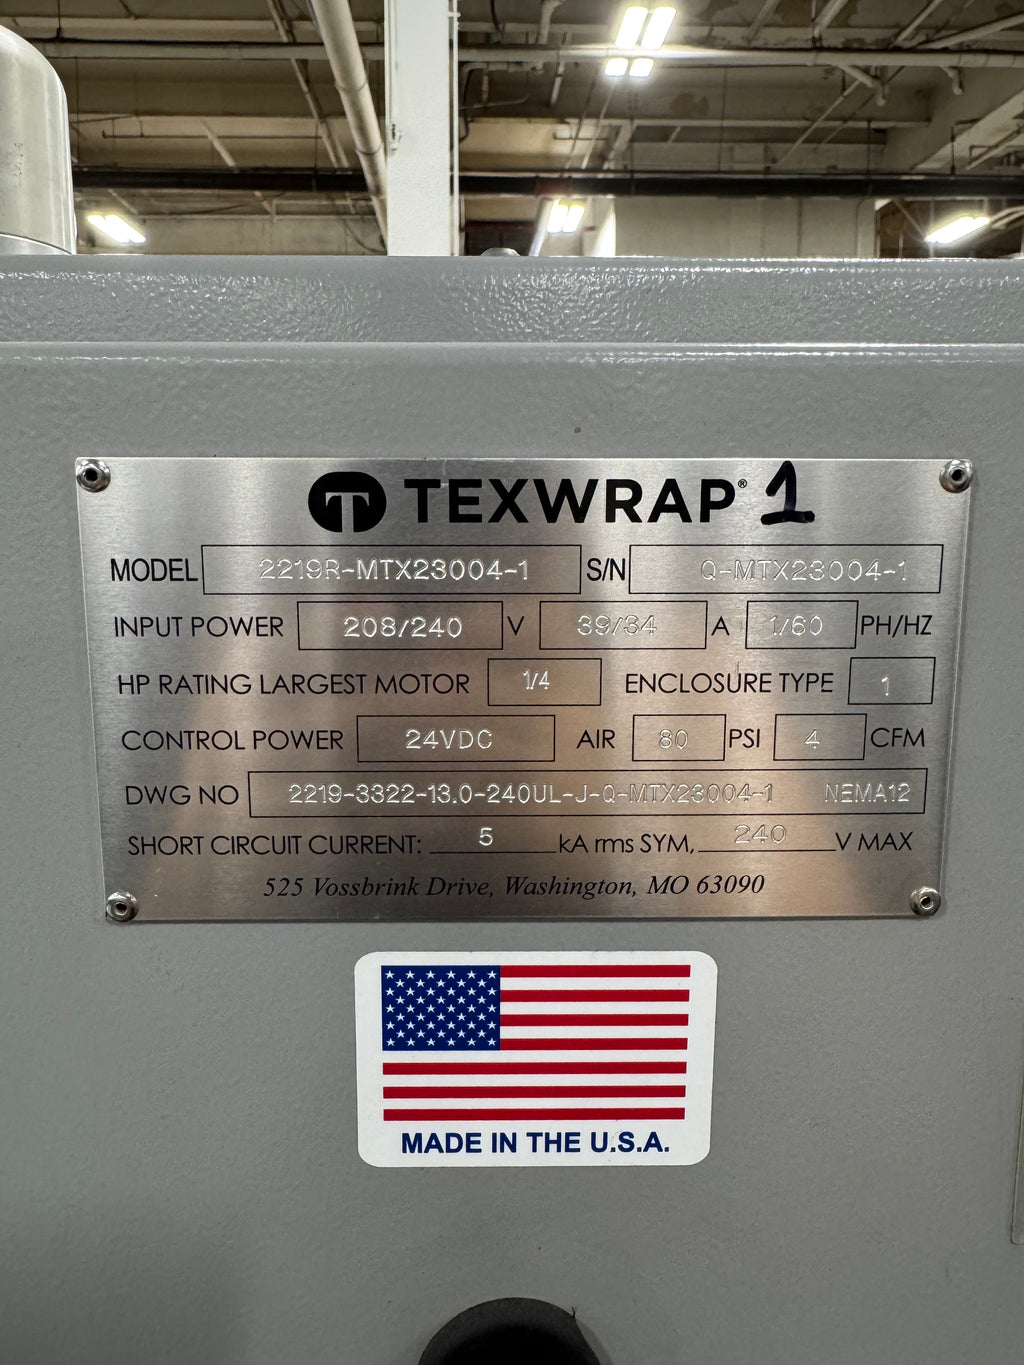 TEXWRAP® 1
MODEL 2219R-MTX23004-1 S/N Q-MTX23004-1
INPUT POWER 208/240 V 39/34 A 1/60 PH/HZ
HP RATING LARGEST MOTOR 1/4 ENCLOSURE TYPE 1
CONTROL POWER 24VDC AIR 80 PSI 4 CFM
DWG NO 2219-3322-13.0-240UL-J-Q-MTX23004-1 NEMA12
SHORT CIRCUIT CURRENT: 5 kA rms SYM, 240 V MAX
525 Vossbrink Drive, Washington, MO 63090
MADE IN THE U.S.A.